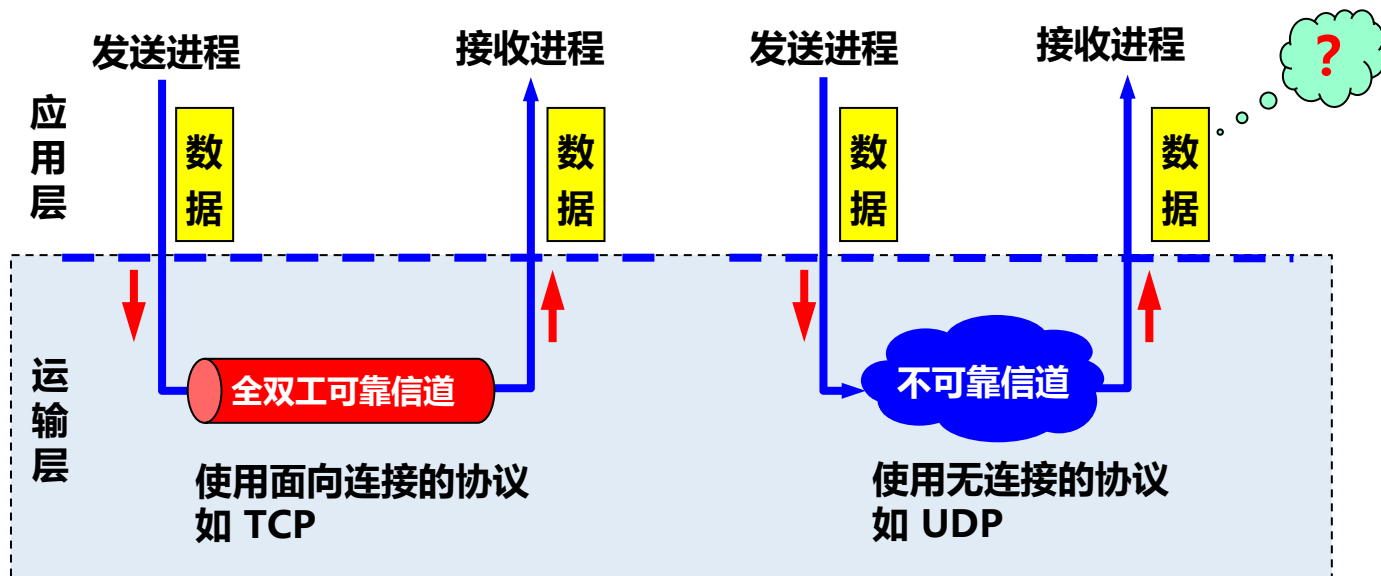 发送进程
接收进程
发送进程
接收进程
?
应用层
数据
数据
数据
数据
运输层
全双工可靠信道
不可靠信道
使用面向连接的协议
如 TCP
使用无连接的协议
如 UDP